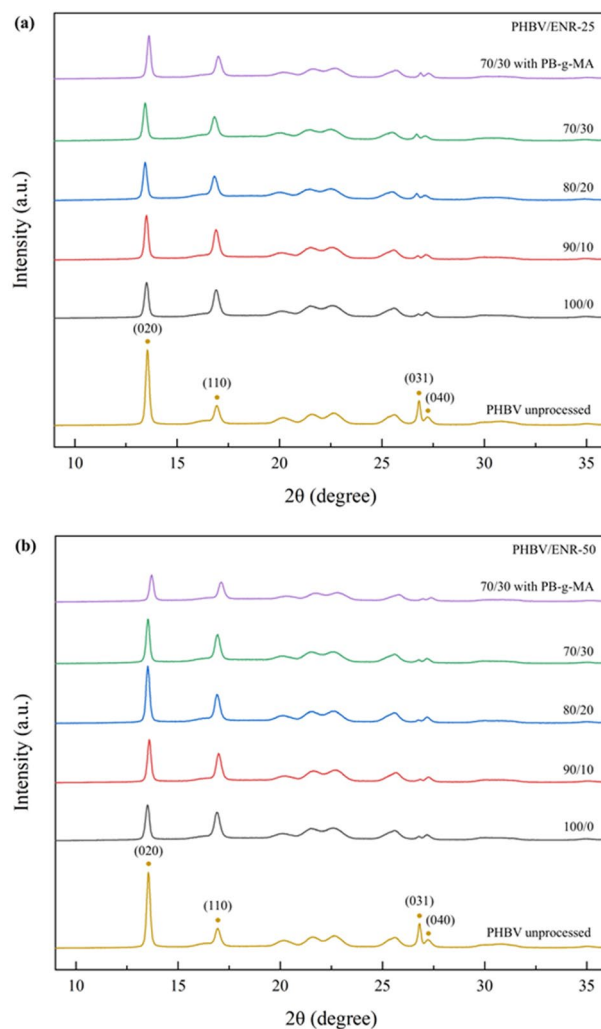 (a)
PHBV/ENR-25
70/30 with PB-g-MA
70/30
80/20
90/10
100/0
(020)
(110)
(031)
(040)
PHBV unprocessed
Intensity (a.u.)
10 15 20 25 30 35
2θ (degree)
(b)
PHBV/ENR-50
70/30 with PB-g-MA
70/30
80/20
90/10
100/0
(020)
(110)
(031)
(040)
PHBV unprocessed
Intensity (a.u.)
10 15 20 25 30 35
2θ (degree)